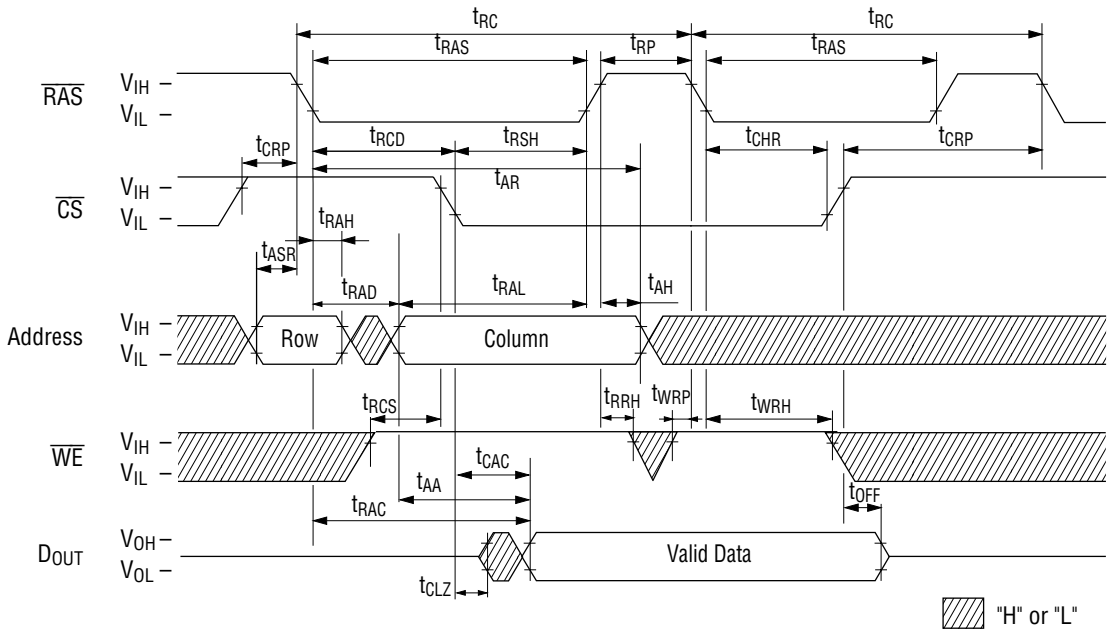 tRC tRC
tRAS tRP tRAS
RAS VIH
VIL
tCRP tRCD tRSH tCHR tCRP
tAR
CS VIH
VIL
tRAH
tASR
tRAD tRAL tAH
Address VIH
VIL
Row Column
tRCS tRRH tWRP tWRH
WE VIH
VIL
tCAC
tAA
tRAC tOFF
DOUT VOH
VOL
Valid Data
tCLZ
"H" or "L"